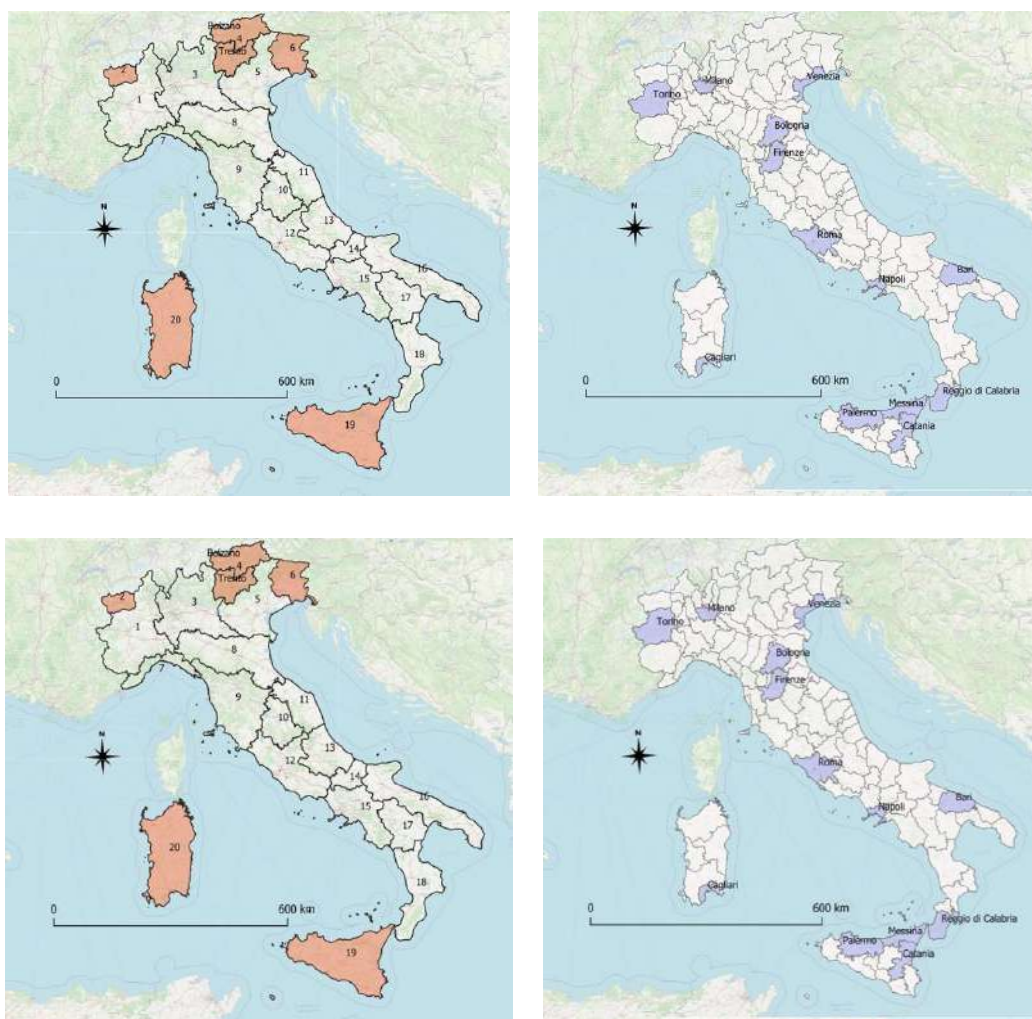 Bolzano
4
Trento
6
2
3
5
1
8
7
9
11
10
N
13
12
14
16
15
17
20
18
0
600 km
19
Milano
Venezia
Torino
Bologna
Firenze
N
Roma
Bari
Napoli
Cagliari
0
600 km
Reggio di Calabria
Messina
Palermo
Catania
Bolzano
4
Trento
6
2
3
5
1
8
7
9
11
10
N
13
12
14
16
15
17
20
18
0
600 km
19
Venezia
Milano
Torino
Bologna
Firenze
N
Roma
Bari
Napoli
Cagliari
0
600 km
Reggio di Calabria
Messina
Palermo
Catania